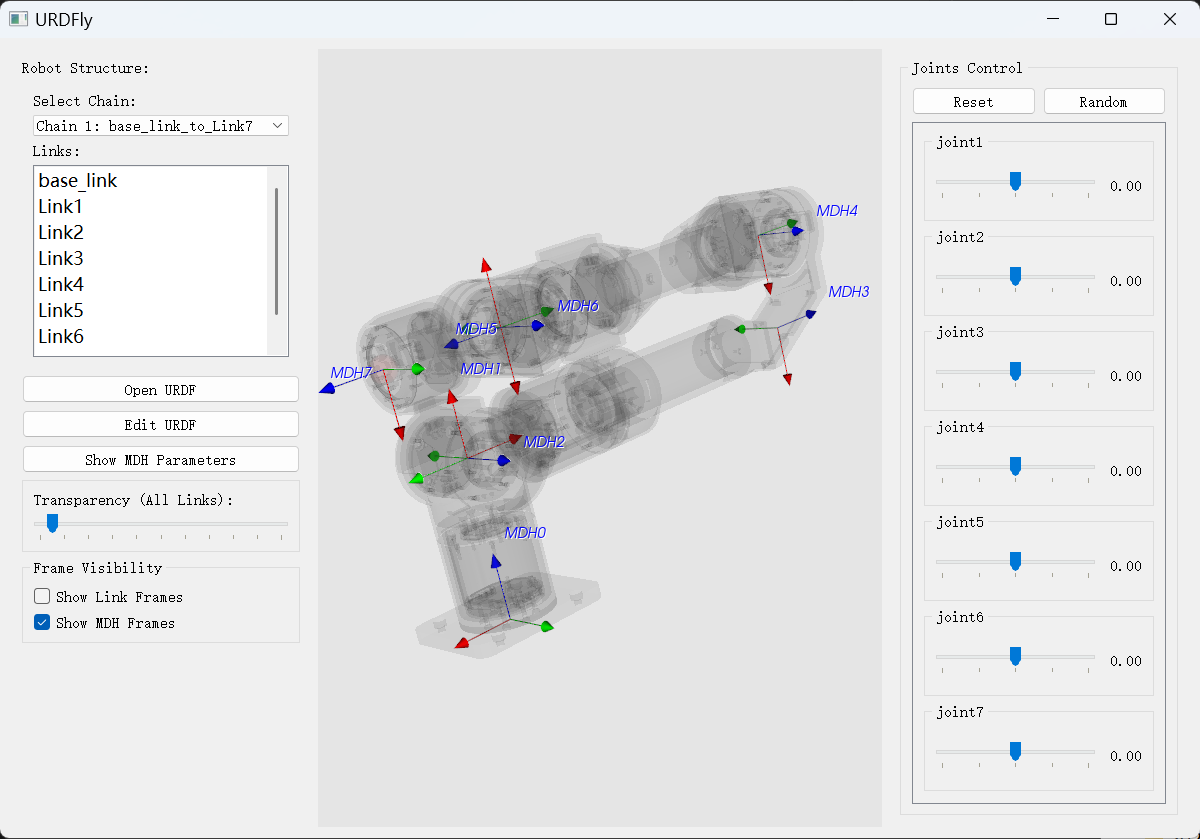 URDFly
Robot Structure:
Select Chain:
Chain 1: base_link_to_Link7
Links:
base_link
Link1
Link2
Link3
Link4
Link5
Link6
Open URDF
Edit URDF
Show MDH Parameters
Transparency (All Links):
Frame Visibility
Show Link Frames
Show MDH Frames
MDH4
MDH3
MDH6
MDH5
MDH1
MDH7
MDH2
MDH0
Joints Control
Reset Random
joint1
0.00
joint2
0.00
joint3
0.00
joint4
0.00
joint5
0.00
joint6
0.00
joint7
0.00